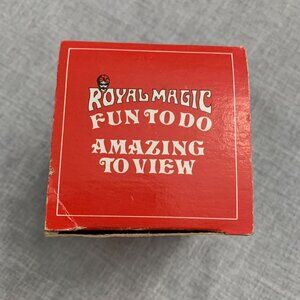 ROYAL MAGIC
FUN TO DO
AMAZING
TO VIEW